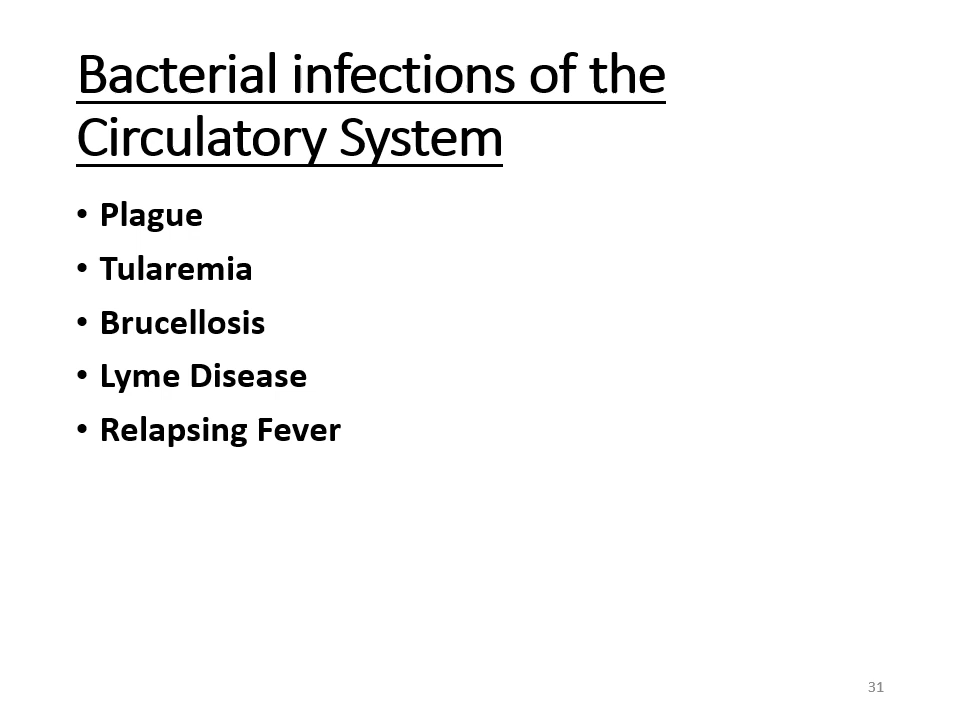 Bacterial infections of the
Circulatory System
• Plague
• Tularemia
• Brucellosis
• Lyme Disease
• Relapsing Fever
31